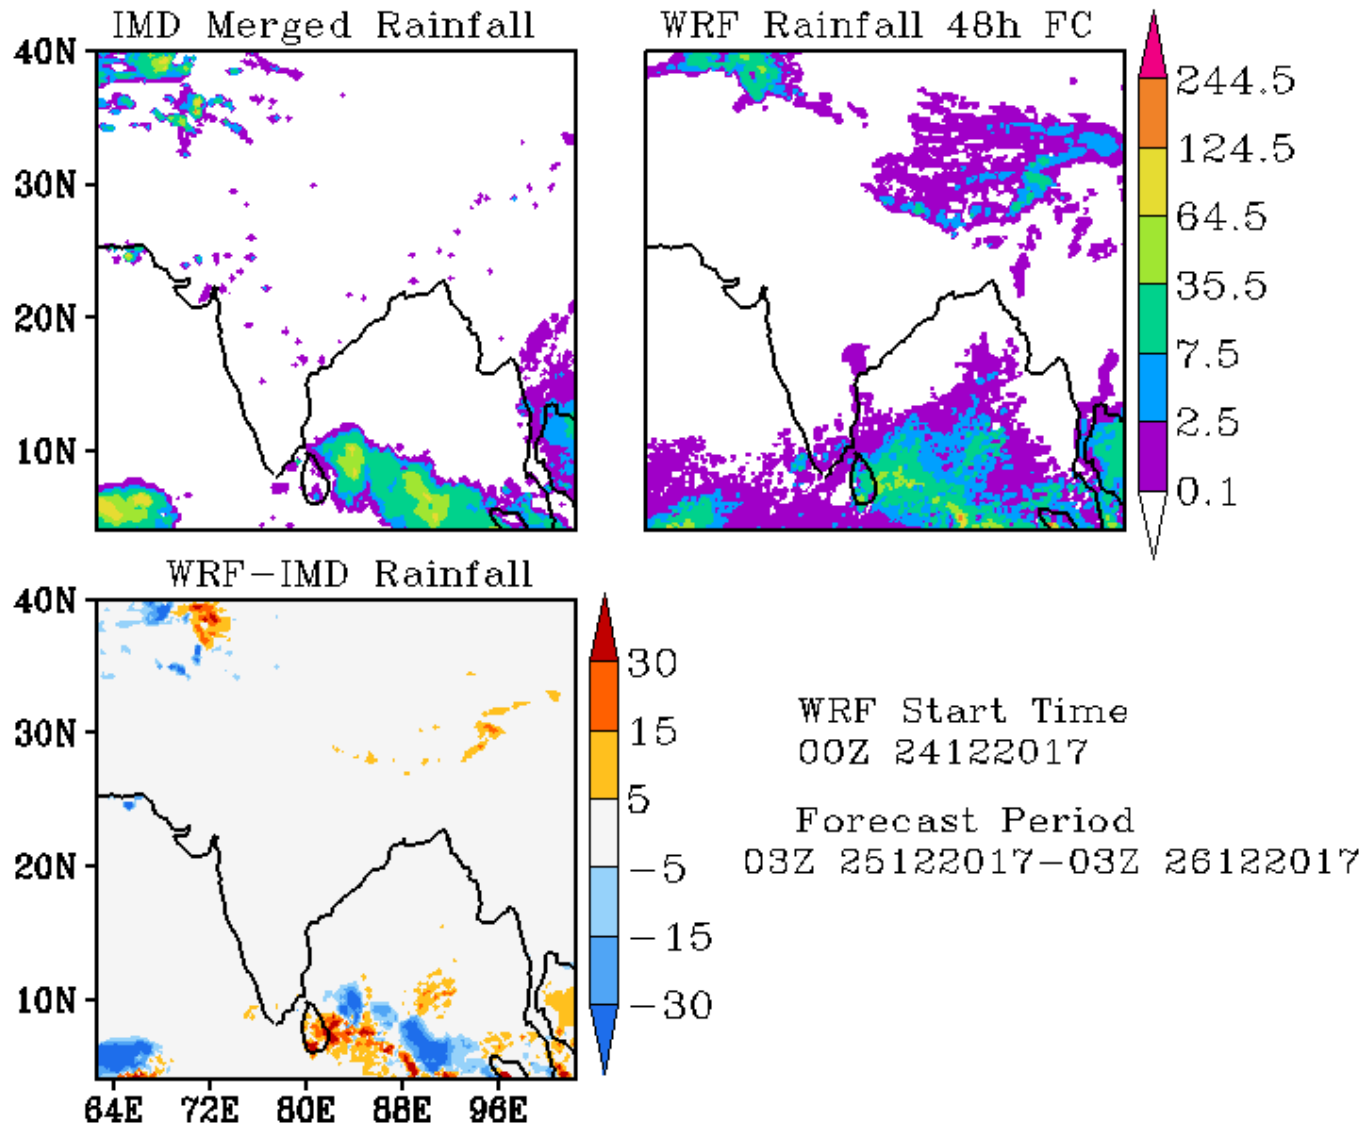 IMD Merged Rainfall
WRF Rainfall 48h FC
40N
30N
20N
10N
244.5
124.5
64.5
35.5
7.5
2.5
0.1
WRF-IMD Rainfall
40N
30N
20N
10N
64E 72E 80E 88E 96E
30
15
5
-5
-15
-30
WRF Start Time
00Z 24122017
Forecast Period
03Z 25122017-03Z 26122017